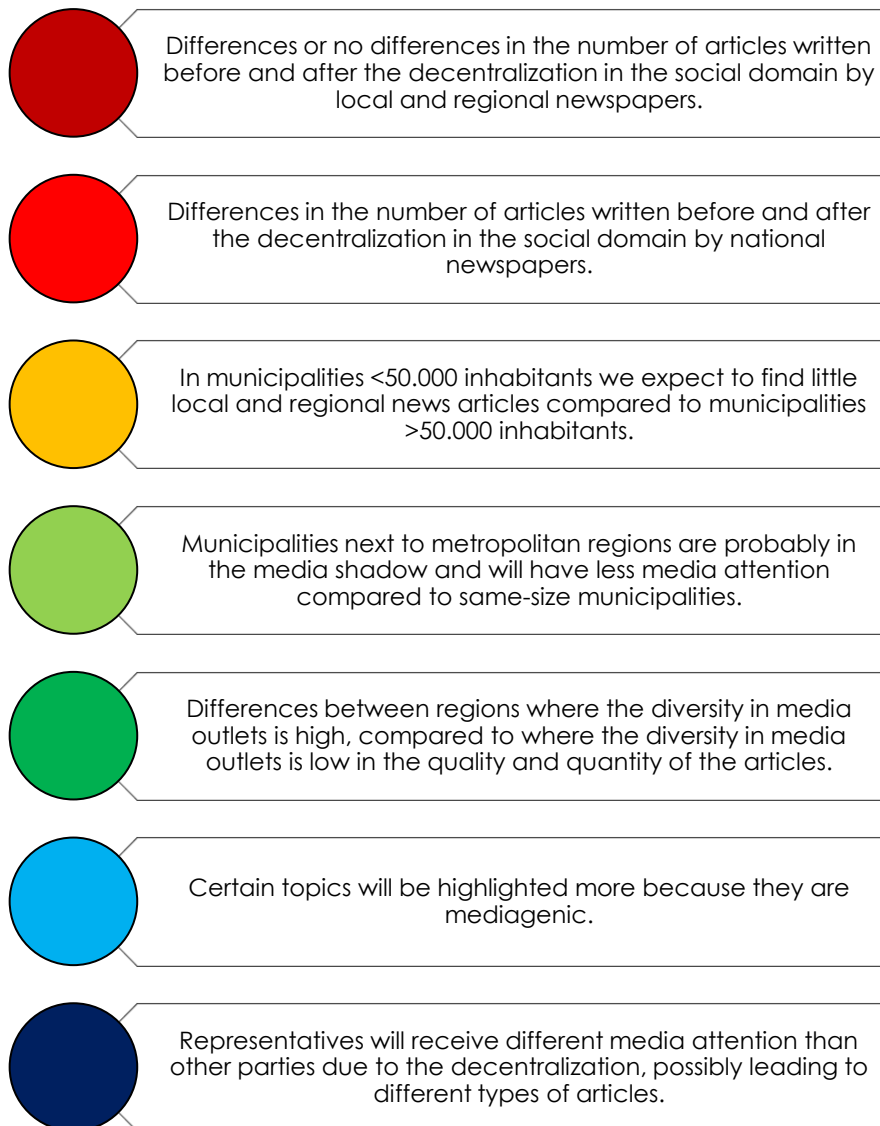 Differences or no differences in the number of articles written
before and after the decentralization in the social domain by
local and regional newspapers.
Differences in the number of articles written before and after
the decentralization in the social domain by national
newspapers.
In municipalities <50.000 inhabitants we expect to find little
local and regional news articles compared to municipalities
>50.000 inhabitants.
Municipalities next to metropolitan regions are probably in
the media shadow and will have less media attention
compared to same-size municipalities.
Differences between regions where the diversity in media
outlets is high, compared to where the diversity in media
outlets is low in the quality and quantity of the articles.
Certain topics will be highlighted more because they are
mediagenic.
Representatives will receive different media attention than
other parties due to the decentralization, possibly leading to
different types of articles.